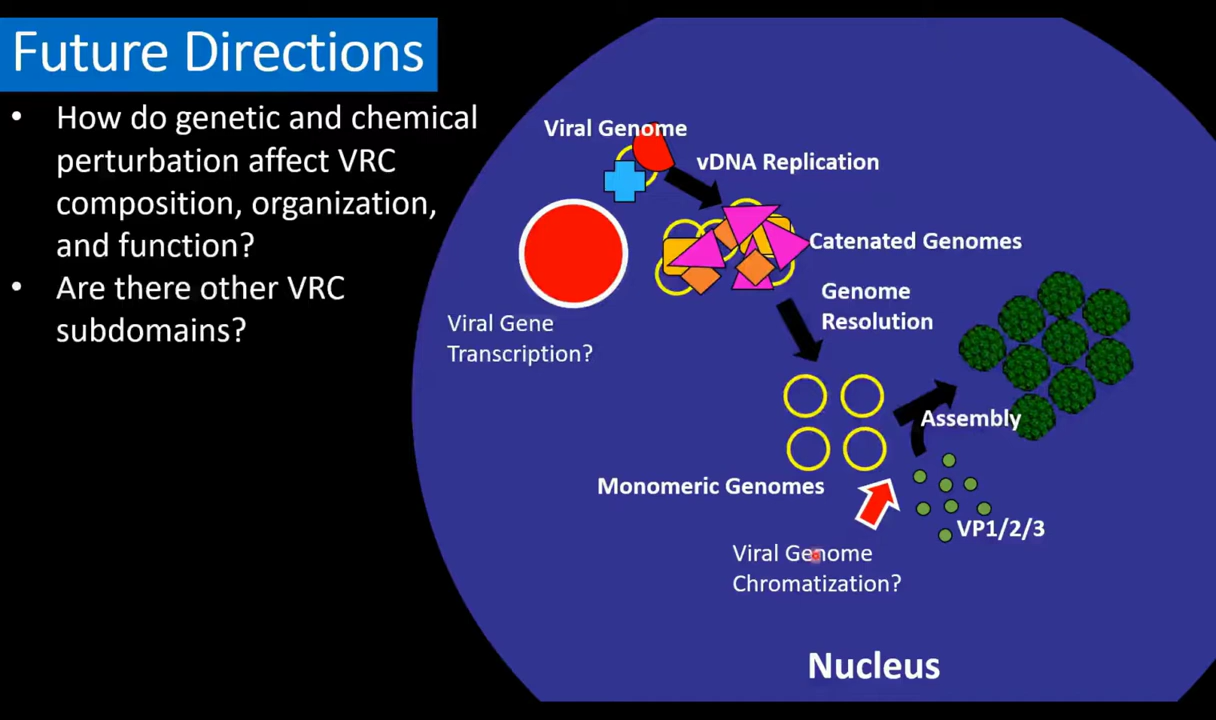 Future Directions
• How do genetic and chemical
perturbation affect VRC
composition, organization,
and function?
• Are there other VRC
subdomains?
Viral Genome
vDNA Replication
Catenated Genomes
Genome
Resolution
Viral Gene
Transcription?
Assembly
Monomeric Genomes
VP1/2/3
Viral Genome
Chromatization?
Nucleus